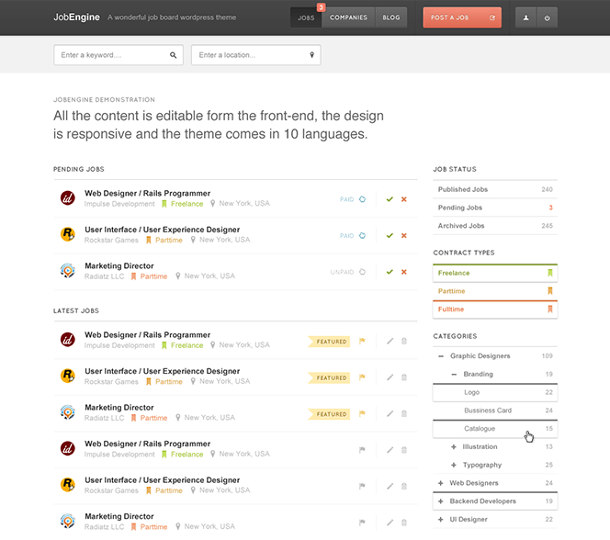 JobEngine A wonderful job board wordpress theme
JOBS 3 COMPANIES BLOG POST A JOB
Enter a keyword... Enter a location...
JOBENGINE DEMONSTRATION
All the content is editable form the front-end, the design
is responsive and the theme comes in 10 languages.
PENDING JOBS
Web Designer / Rails Programmer
Impulse Development Freelance New York, USA
PAID
User Interface / User Experience Designer
Rockstar Games Parttime New York, USA
PAID
Marketing Director
Radiatz LLC Parttime New York, USA
UNPAID
LATEST JOBS
Web Designer / Rails Programmer
Impulse Development Freelance New York, USA
FEATURED
User Interface / User Experience Designer
Rockstar Games Parttime New York, USA
FEATURED
Marketing Director
Radiatz LLC Parttime New York, USA
FEATURED
Web Designer / Rails Programmer
Impulse Development Freelance New York, USA
User Interface / User Experience Designer
Rockstar Games Parttime New York, USA
Marketing Director
Radiatz LLC Parttime New York, USA
JOB STATUS
Published Jobs 240
Pending Jobs 3
Archived Jobs 245
CONTRACT TYPES
Freelance
Parttime
Fulltime
CATEGORIES
Graphic Designers 109
Branding 19
Logo 22
Bussiness Card 24
Catalogue 15
Illustration 13
Typography 25
Web Designers 24
Backend Developers 19
UI Designer 22